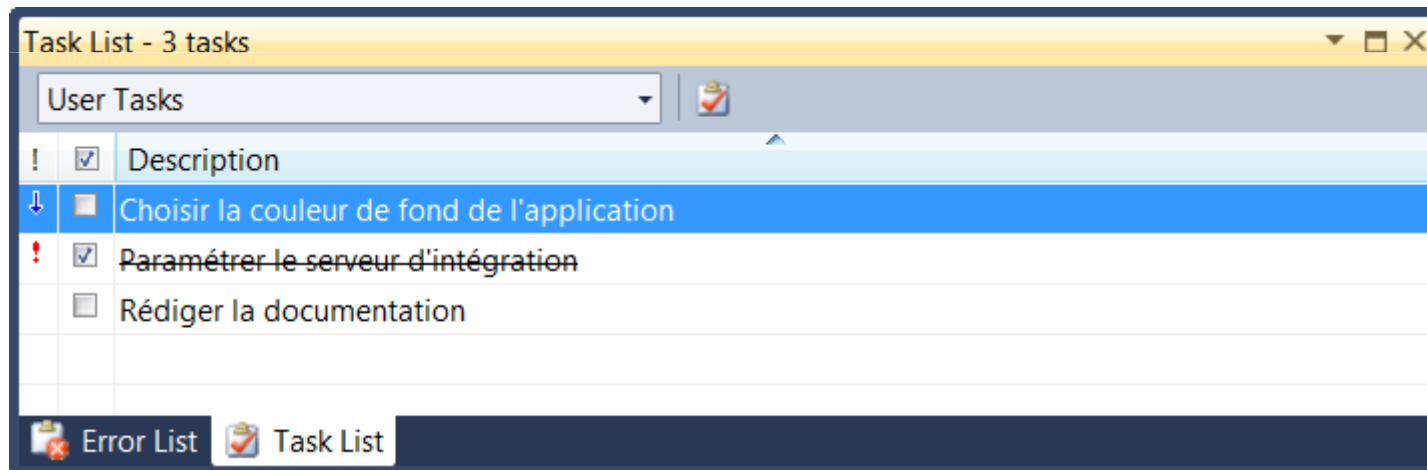 Task List - 3 tasks
User Tasks
! Description
Choisir la couleur de fond de l'application
Paramétrer le serveur d'intégration
Rédiger la documentation
Error List Task List